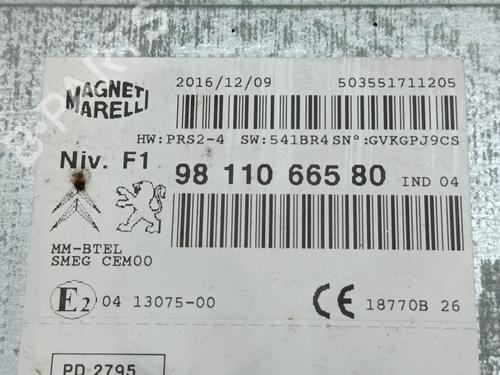 MAGNETI MARELLI
2016/12/09 503551711205
HW:PRS2-4 SW:541BR4 SN°:GVKGPJ9CS
Niv. F1 98 110 665 80 IND 04
MM-BTEL
SMEG CEM00
E2 04 13075-00 CE 18770B 26
PD 2795